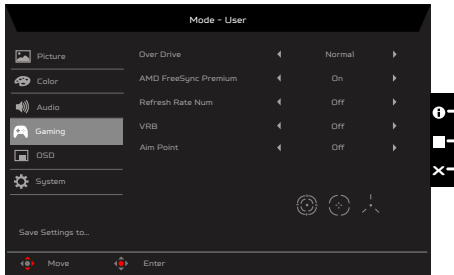 Mode - User
Picture
Color
Audio
Gaming
OSD
System
Save Settings to...
Over Drive Normal
AMD FreeSync Premium On
Refresh Rate Num Off
VRB Off
Aim Point Off
Move Enter